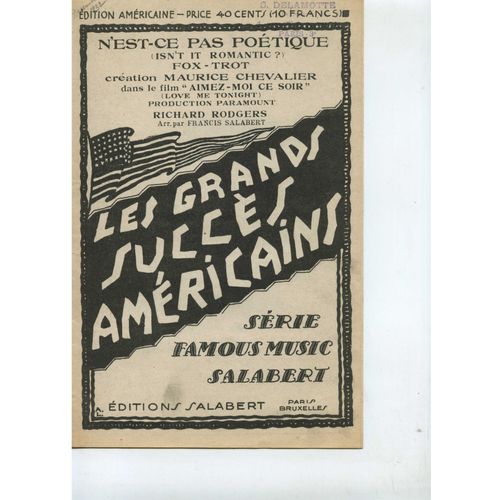 ÉDITION AMÉRICAINE - PRICE 40 CENTS (10 FRANCS)
G. DELAMOTTE
N'EST-CE PAS POÉTIQUE
(ISN'T IT ROMANTIC?)
FOX-TROT
création MAURICE CHEVALIER
dans le film "AIMEZ-MOI CE SOIR"
(LOVE ME TONIGHT)
PRODUCTION PARAMOUNT
RICHARD RODGERS
Arr. par FRANCIS SALABERT
LES GRANDS
SUCCÈS
AMÉRICAINS
SÉRIE
FAMOUS MUSIC
SALABERT
ÉDITIONS SALABERT
PARIS
BRUXELLES